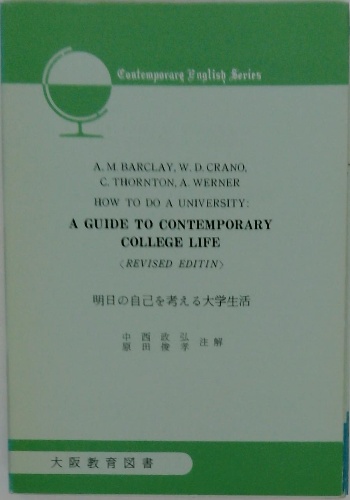 Contemporary English Series
A. M. BARCLAY, W. D. CRANO,
C. THORNTON, A. WERNER
HOW TO DO A UNIVERSITY:
A GUIDE TO CONTEMPORARY
COLLEGE LIFE
〈REVISED EDITIN〉
明日の自己を考える大学生活
中西政弘
原田俊孝 注解
大阪教育図書